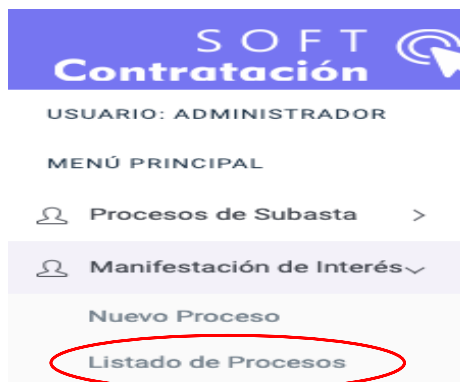 SOFT
Contratación
USUARIO: ADMINISTRADOR
MENÚ PRINCIPAL
Procesos de Subasta >
Manifestación de Interés
Nuevo Proceso
Listado de Procesos